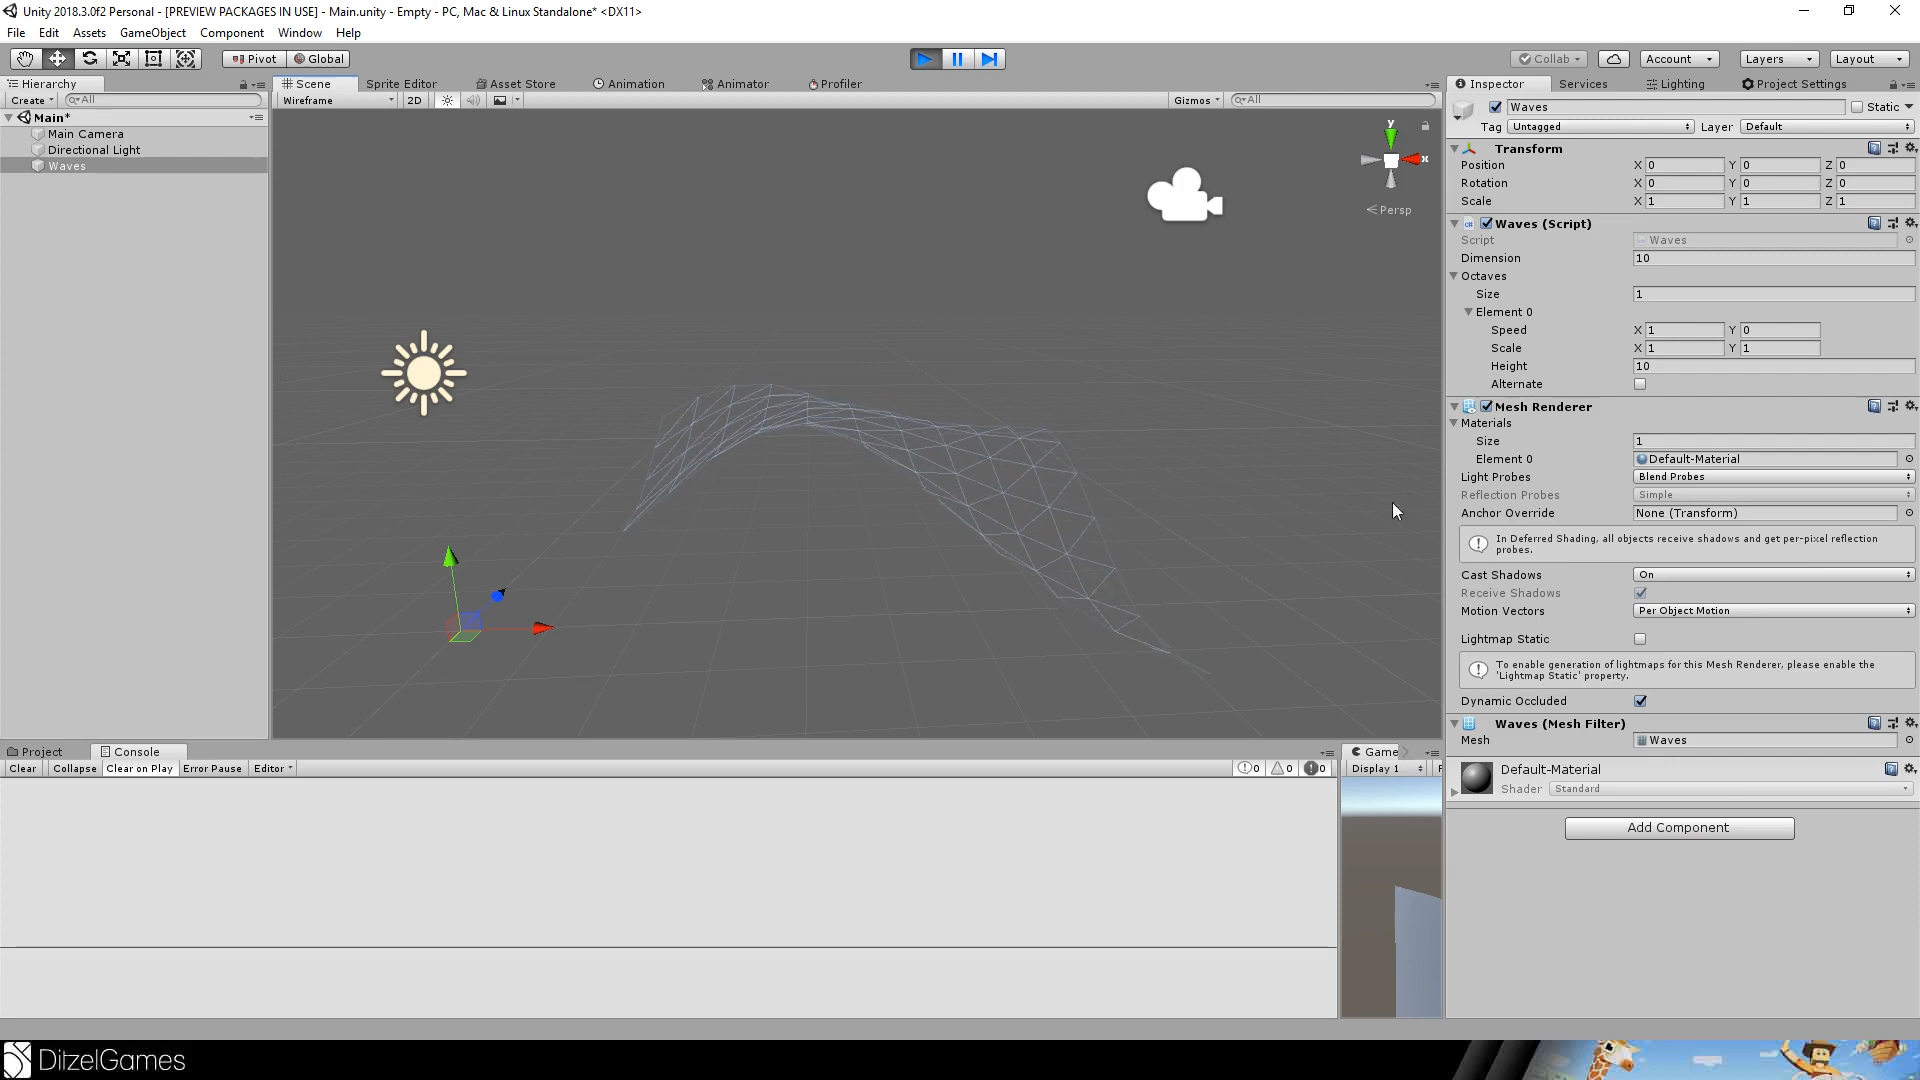 Unity 2018.3.0f2 Personal - [PREVIEW PACKAGES IN USE] - Main.unity - Empty - PC, Mac & Linux Standalone* <DX11>
File Edit Assets GameObject Component Window Help
Pivot Global Collab Account Layers Layout
Hierarchy
Create All
Main*
Main Camera
Directional Light
Waves
Scene Sprite Editor Asset Store Animation Animator Profiler
Wireframe 2D Gizmos All
y
x
Persp
Inspector Services Lighting Project Settings
Waves Static
Tag Untagged Layer Default
Transform
Position X 0 Y 0 Z 0
Rotation X 0 Y 0 Z 0
Scale X 1 Y 1 Z 1
Waves (Script)
Script Waves
Dimension 10
Octaves
Size 1
Element 0
Speed X 1 Y 0
Scale X 1 Y 1
Height 10
Alternate
Mesh Renderer
Materials
Size 1
Element 0 Default-Material
Light Probes Blend Probes
Reflection Probes Simple
Anchor Override None (Transform)
In Deferred Shading, all objects receive shadows and get per-pixel reflection
probes.
Cast Shadows On
Receive Shadows
Motion Vectors Per Object Motion
Lightmap Static
To enable generation of lightmaps for this Mesh Renderer, please enable the
'Lightmap Static' property.
Dynamic Occluded
Waves (Mesh Filter)
Mesh Waves
Default-Material
Shader Standard
Add Component
Project Console
Clear Collapse Clear on Play Error Pause Editor 0 0 0
Game
Display 1
DitzelGames